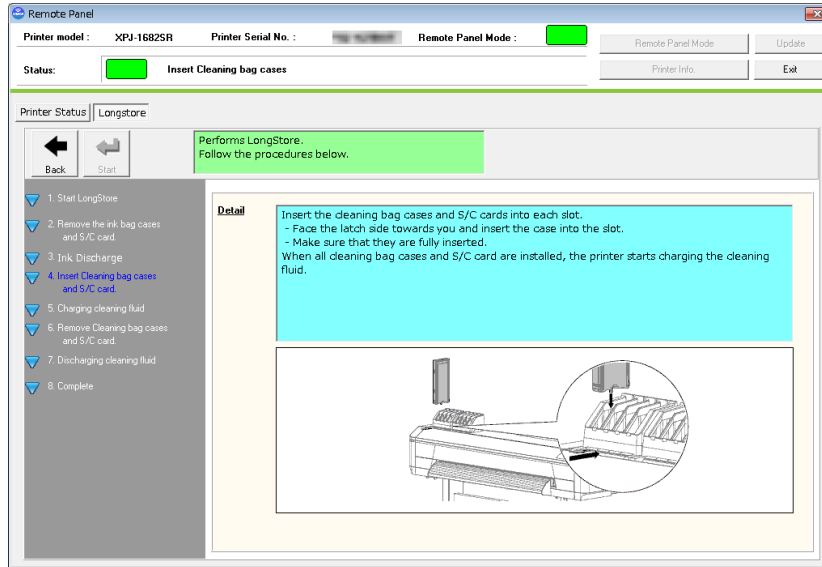 Remote Panel
Printer model : XPJ-1682SR Printer Serial No. : Remote Panel Mode :
Remote Panel Mode Update
Status: Insert Cleaning bag cases
Printer Info. Exit
Printer Status Longstore
Back Start
Performs LongStore.
Follow the procedures below.
1. Start LongStore
2. Remove the ink bag cases
and S/C card.
3. Ink Discharge
4. Insert Cleaning bag cases
and S/C card.
5. Charging cleaning fluid
6. Remove Cleaning bag cases
and S/C card.
7. Discharging cleaning fluid
8. Complete
Detail
Insert the cleaning bag cases and S/C cards into each slot.
- Face the latch side towards you and insert the case into the slot.
- Make sure that they are fully inserted.
When all cleaning bag cases and S/C card are installed, the printer starts charging the cleaning
fluid.